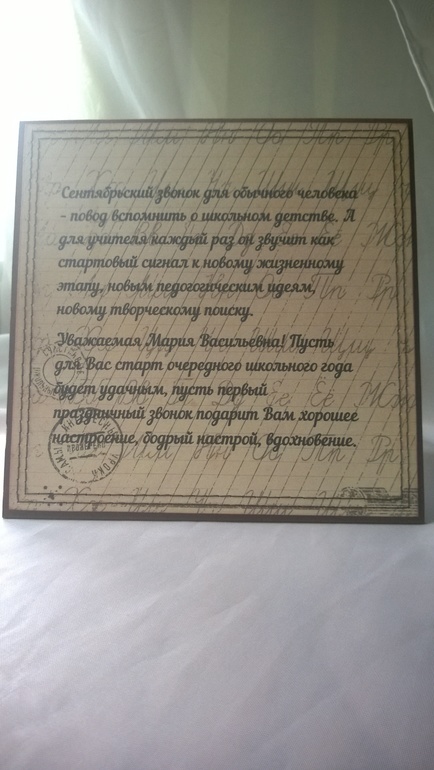 Сентябрьский звонок для обычного человека
- повод вспомнить о школьном детстве. А
для учителя каждый раз он звучит как
стартовый сигнал к новому жизненному
этапу, новым педогогическим идеям,
новому творческому поиску.
Уважаемая Мария Васильевна! Пусть
для Вас старт очередного школьного года
будет удачным, пусть первый
праздничный звонок подарит Вам хорошее
настроение, бодрый настрой, вдохновение.